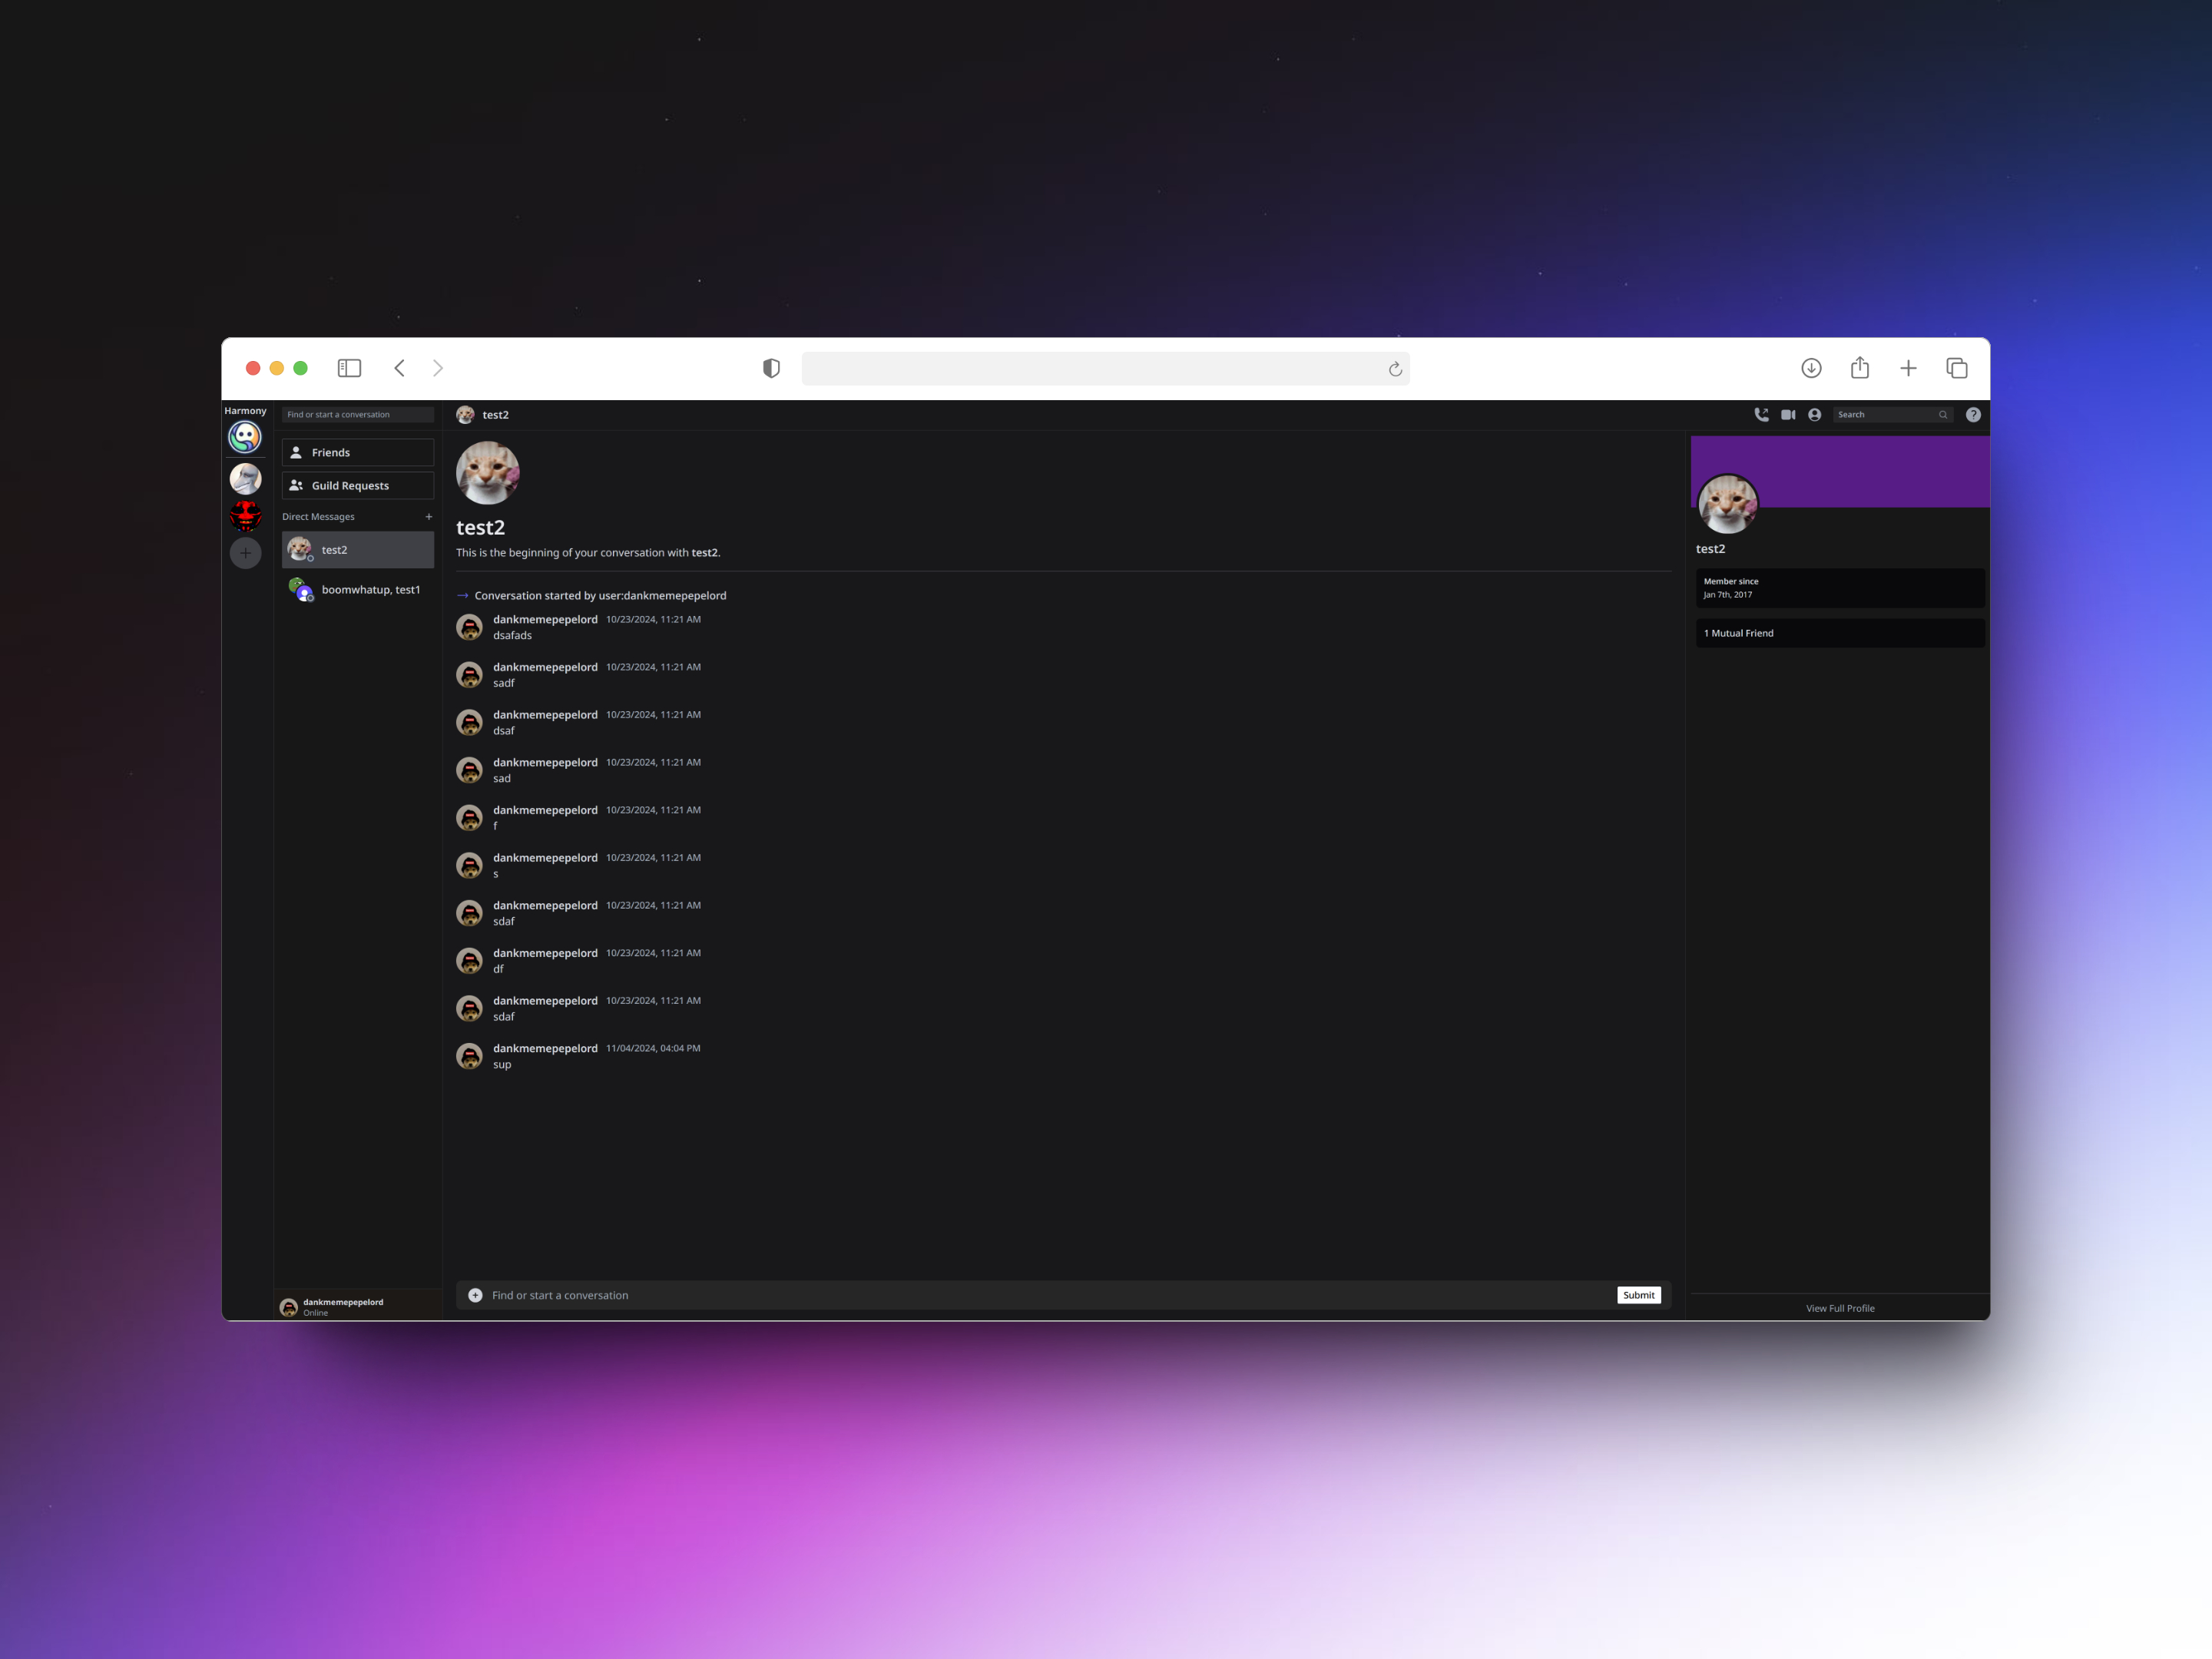 Harmony
Find or start a conversation
Friends
Guild Requests
Direct Messages +
test2
boomwhatup, test1
dankmemepepelord
Online
test2
Search
test2
This is the beginning of your conversation with test2.
→ Conversation started by user:dankmemepepelord
dankmemepepelord 10/23/2024, 11:21 AM
dsafads
dankmemepepelord 10/23/2024, 11:21 AM
sadf
dankmemepepelord 10/23/2024, 11:21 AM
dsaf
dankmemepepelord 10/23/2024, 11:21 AM
sad
dankmemepepelord 10/23/2024, 11:21 AM
f
dankmemepepelord 10/23/2024, 11:21 AM
s
dankmemepepelord 10/23/2024, 11:21 AM
sdaf
dankmemepepelord 10/23/2024, 11:21 AM
df
dankmemepepelord 10/23/2024, 11:21 AM
sdaf
dankmemepepelord 11/04/2024, 04:04 PM
sup
Find or start a conversation
Submit
test2
Member since
Jan 7th, 2017
1 Mutual Friend
View Full Profile